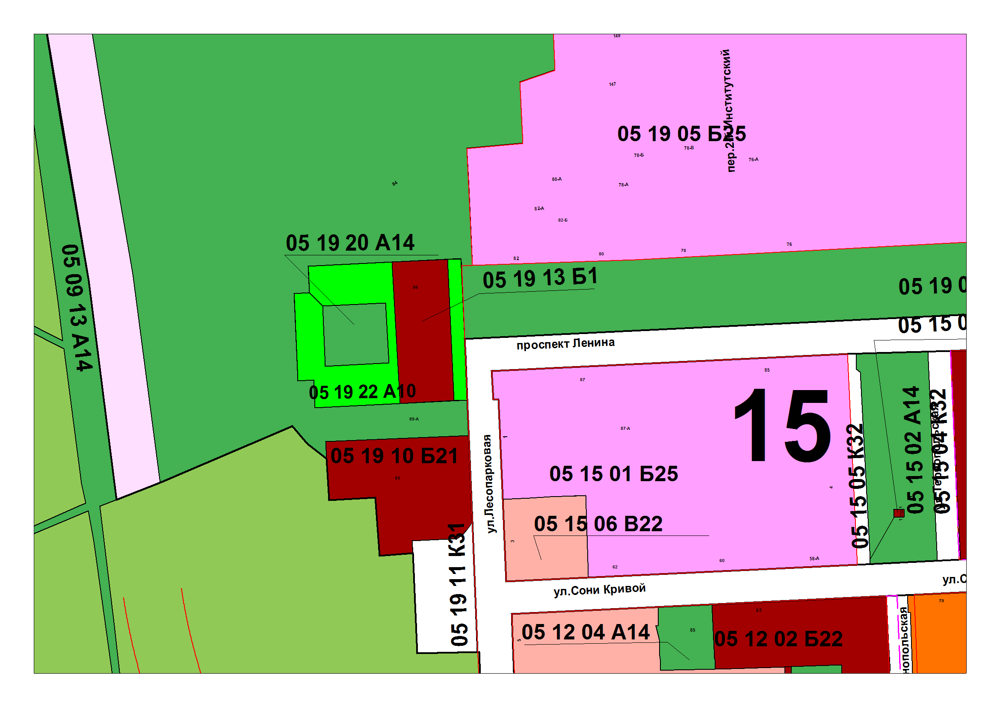 149
147
пер.2-й Институтский
05 19 05 Б25
78-Б
78-В
76-А
80-А
78-А
84
82-А
82-Б
05 19 20 А14
76
78
80
82
05 19 13 Б1
05 19 0
86
05 09 13 А14
05 15 0
проспект Ленина
85
87
15
05 19 22 А10
89-А
87-А
1
05 15 05 К32
05 15 02 А14
05 15 04 К32
05 19 10 Б21
89
05 15 01 Б25
4
ул.Лесопарковая
05 15 06 В22
3
05 19 11 К31
58-А
60
62
ул.Сони Кривой
ул.С
79
83
85
05 12 04 А14
5
05 12 02 Б22
нопольская